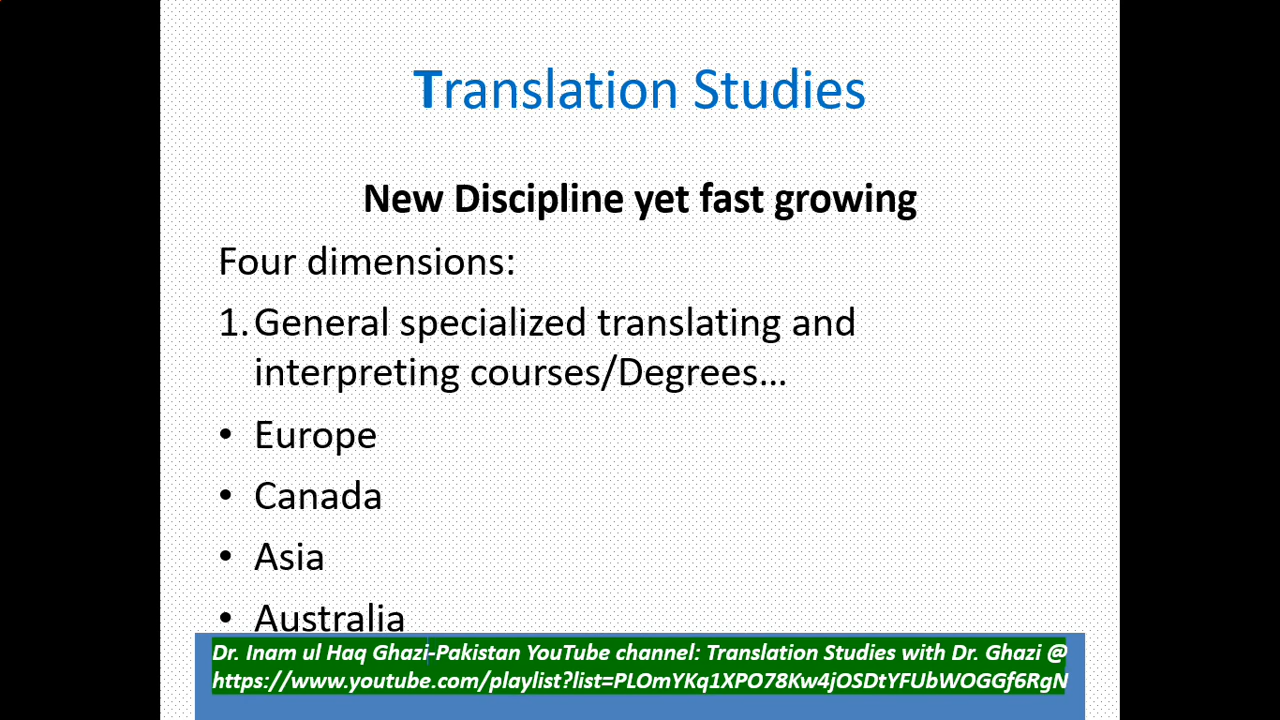 Translation Studies
New Discipline yet fast growing
Four dimensions:
1. General specialized translating and
interpreting courses/Degrees...
• Europe
• Canada
• Asia
• Australia
Dr. Inam ul Haq Ghazi-Pakistan YouTube channel: Translation Studies with Dr. Ghazi @
https://www.youtube.com/playlist?list=PLOmYKq1XPO78Kw4jOSDtYFUbWOGGf6RgN